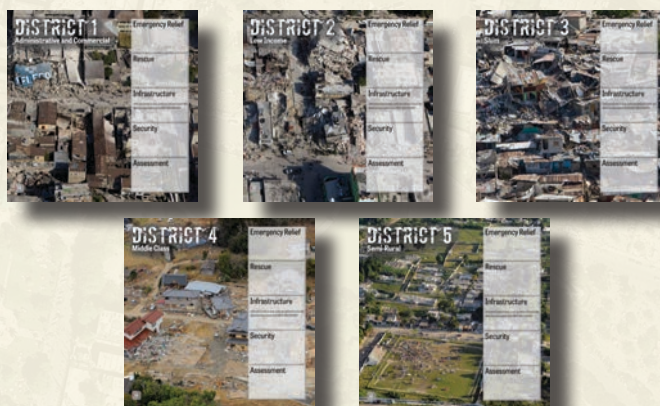 DISTRICT 1
Administrative and Commercial
Emergency Relief
Rescue
Infrastructure
Security
Assessment
DISTRICT 2
Low Income
Emergency Relief
Rescue
Infrastructure
Security
Assessment
DISTRICT 3
Slum
Emergency Relief
Rescue
Infrastructure
Security
Assessment
DISTRICT 4
Middle Class
Emergency Relief
Rescue
Infrastructure
Security
Assessment
DISTRICT 5
Semi-Rural
Emergency Relief
Rescue
Infrastructure
Security
Assessment